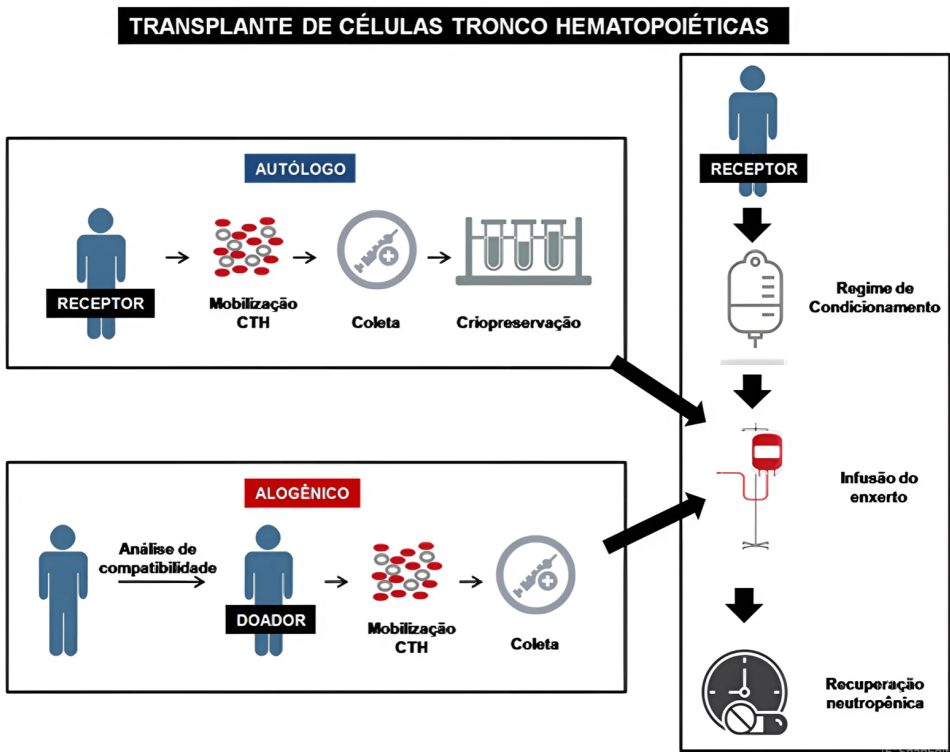 TRANSPLANTE DE CÉLULAS TRONCO HEMATOPOIÉTICAS
AUTÓLOGO
RECEPTOR
Mobilização
CTH
Coleta
Criopreservação
ALOGÊNICO
Análise de
compatibilidade
DOADOR
Mobilização
CTH
Coleta
RECEPTOR
Regime de
Condicionamento
Infusão do
enxerto
Recuperação
neutropênica